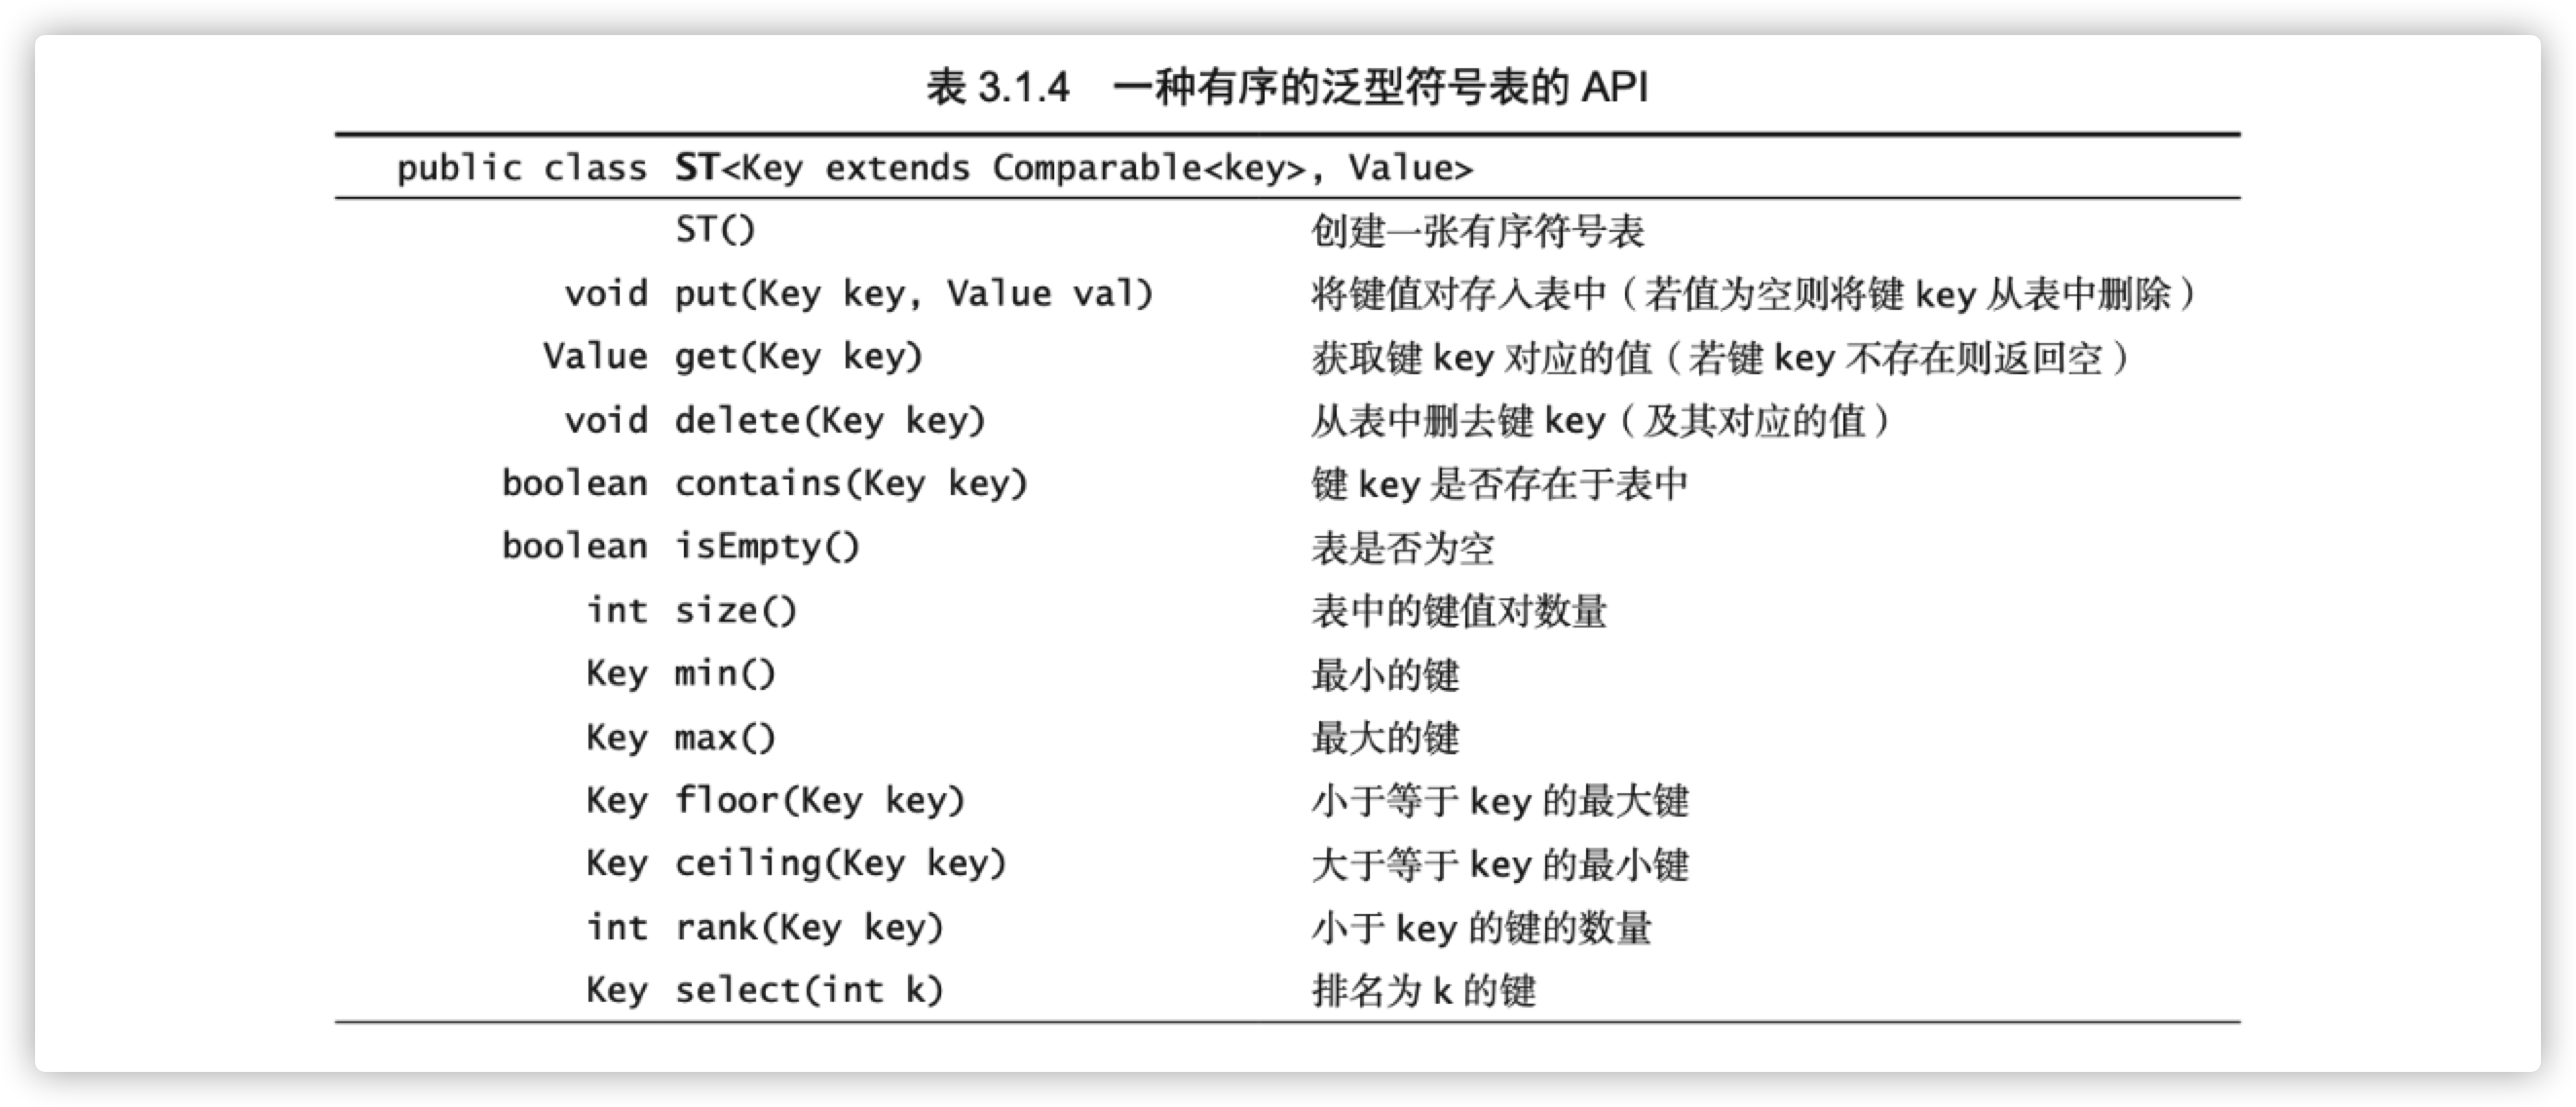 表 3.1.4 一种有序的泛型符号表的 API
public class ST<Key extends Comparable<key>, Value>
ST() 创建一张有序符号表
void put(Key key, Value val) 将键值对存入表中（若值为空则将键 key 从表中删除）
Value get(Key key) 获取键 key 对应的值（若键 key 不存在则返回空）
void delete(Key key) 从表中删去键 key（及其对应的值）
boolean contains(Key key) 键 key 是否存在于表中
boolean isEmpty() 表是否为空
int size() 表中的键值对数量
Key min() 最小的键
Key max() 最大的键
Key floor(Key key) 小于等于 key 的最大键
Key ceiling(Key key) 大于等于 key 的最小键
int rank(Key key) 小于 key 的键的数量
Key select(int k) 排名为 k 的键